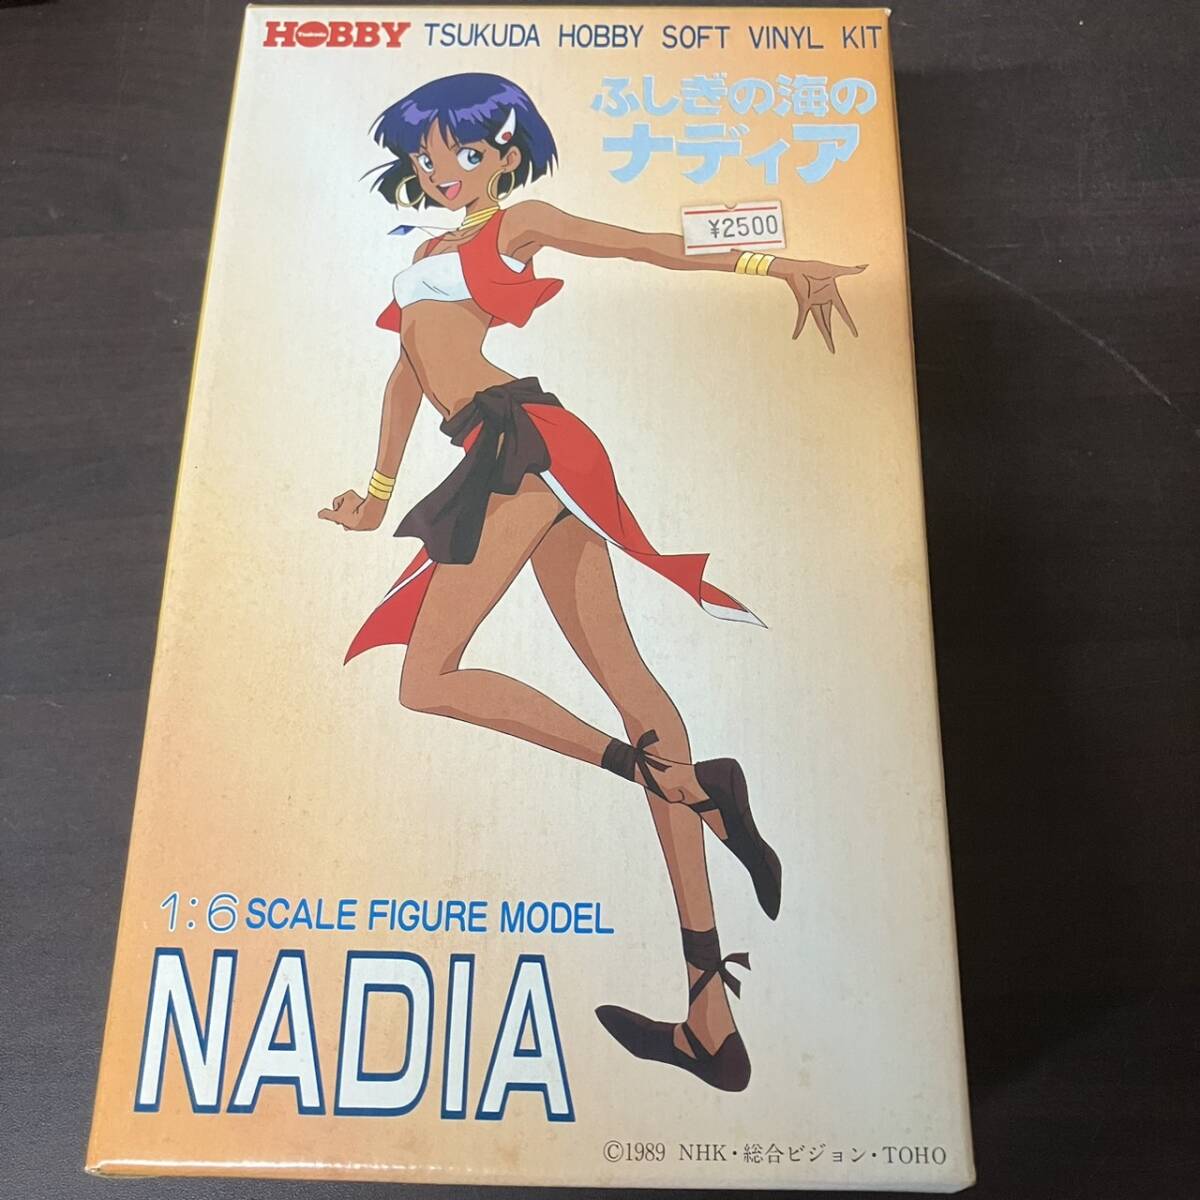 HOBBY TSUKUDA HOBBY SOFT VINYL KIT
ふしぎの海の
ナディア
¥2500
1:6 SCALE FIGURE MODEL
NADIA
©1989 NHK・総合ビジョン・TOHO